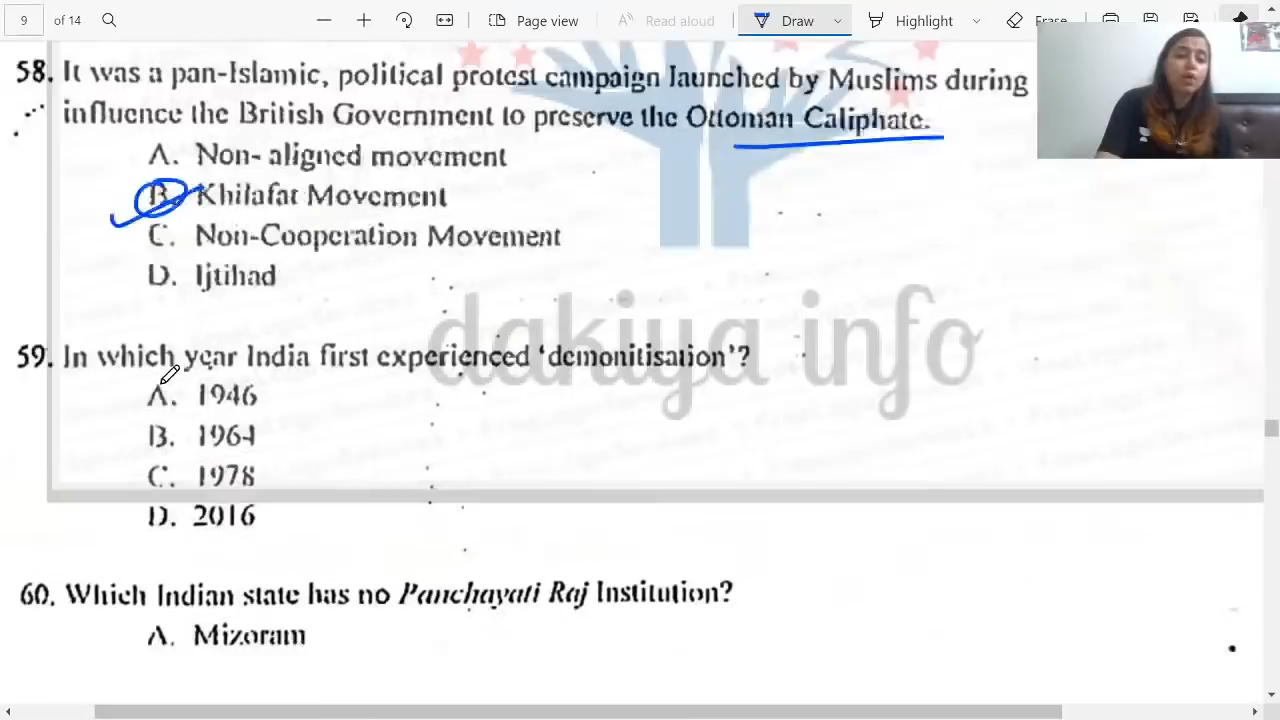 9 of 14 Page view Read aloud Draw Highlight Erase
58. It was a pan-Islamic, political protest campaign launched by Muslims during
influence the British Government to preserve the Ottoman Caliphate.
A. Non- aligned movement
B. Khilafat Movement
C. Non-Cooperation Movement
D. Ijtihad
dakiya info
59. In which year India first experienced ‘demonitisation’?
A. 1946
B. 1964
C. 1978
D. 2016
60. Which Indian state has no Panchayati Raj Institution?
A. Mizoram